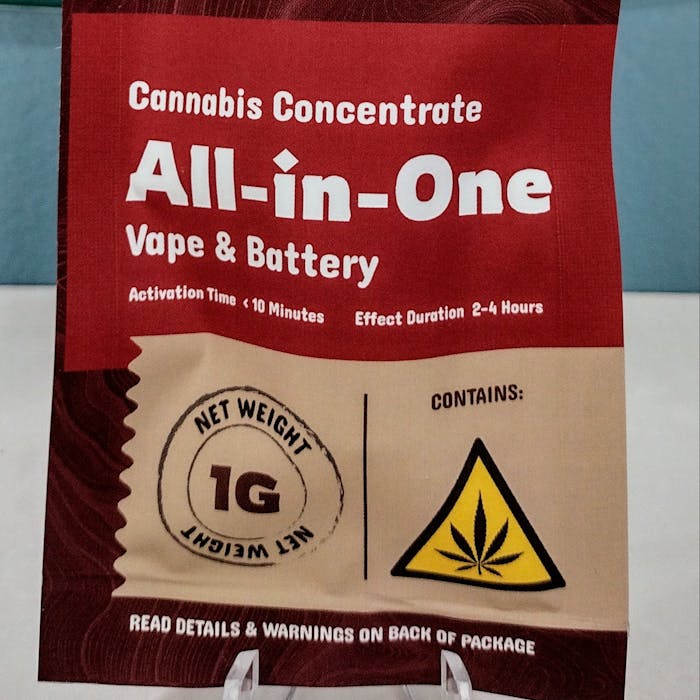 Cannabis Concentrate
All-in-One
Vape & Battery
Activation Time < 10 Minutes Effect Duration 2-4 Hours
NET WEIGHT
1G
NET WEIGHT
CONTAINS:
READ DETAILS & WARNINGS ON BACK OF PACKAGE